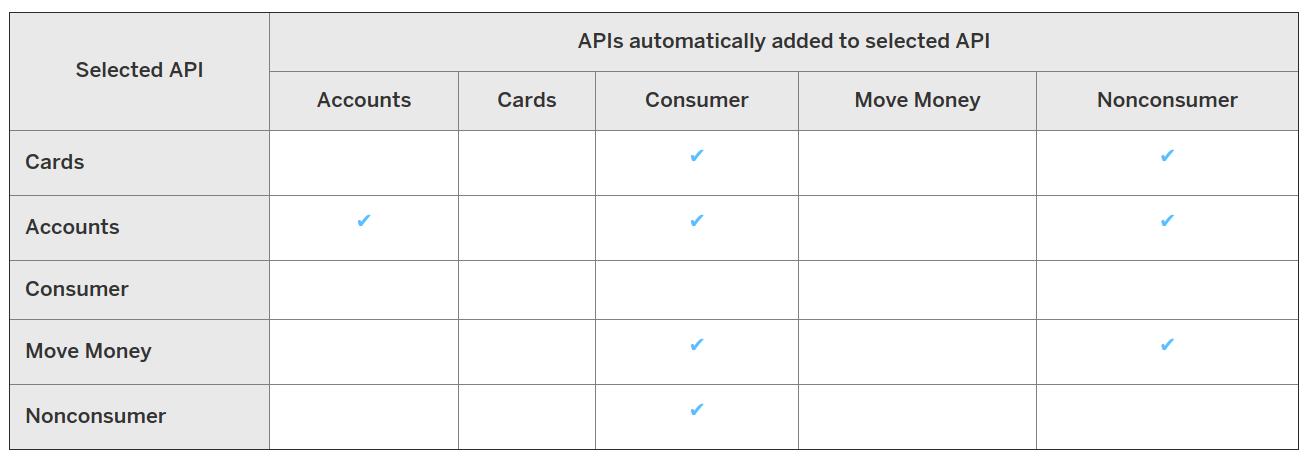 APIs automatically added to selected API
Selected API
Accounts Cards Consumer Move Money Nonconsumer
Cards ✔ ✔
Accounts ✔ ✔ ✔
Consumer
Move Money ✔ ✔
Nonconsumer ✔